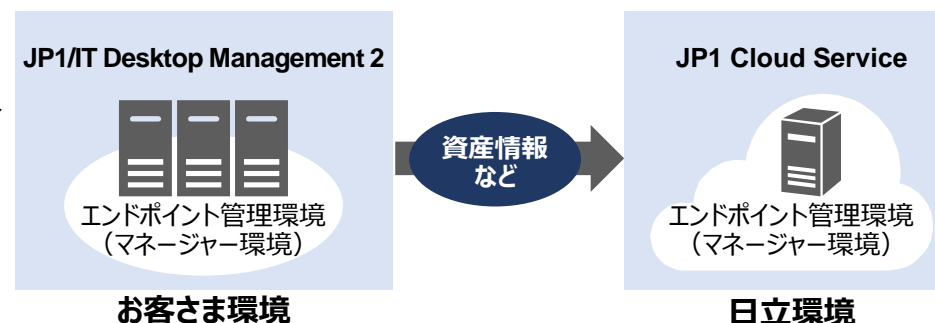 JP1/IT Desktop Management 2
JP1 Cloud Service
資産情報
など
エンドポイント管理環境
（マネージャー環境）
エンドポイント管理環境
（マネージャー環境）
お客さま環境
日立環境